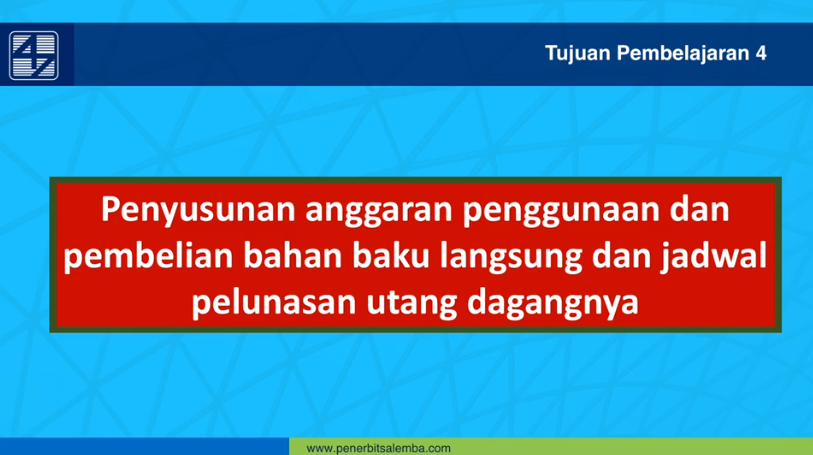 Tujuan Pembelajaran 4
Penyusunan anggaran penggunaan dan
pembelian bahan baku langsung dan jadwal
pelunasan utang dagangnya
www.penerbitsalemba.com